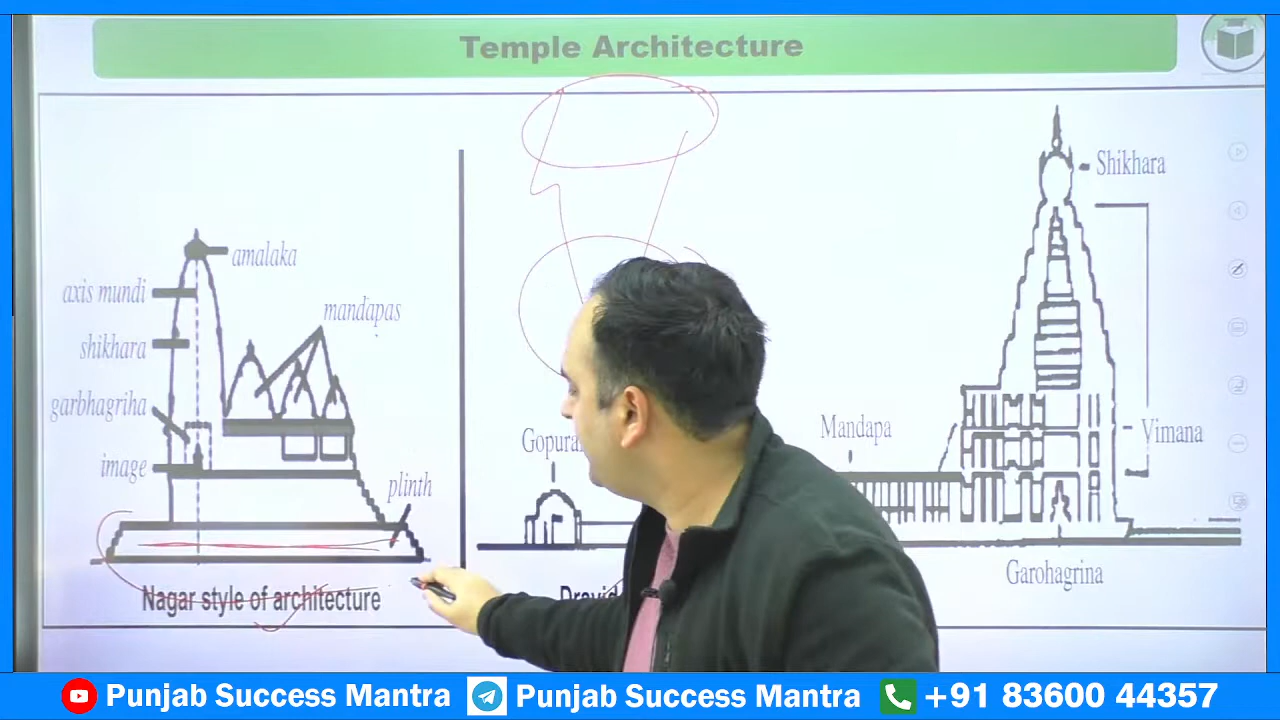 Temple Architecture
amalaka
axis mundi
mandapas
shikhara
garbhagriha
image
plinth
Nagar style of architecture
Shikhara
Mandapa
Vimana
Garohagrina
Punjab Success Mantra
Punjab Success Mantra
+91 83600 44357